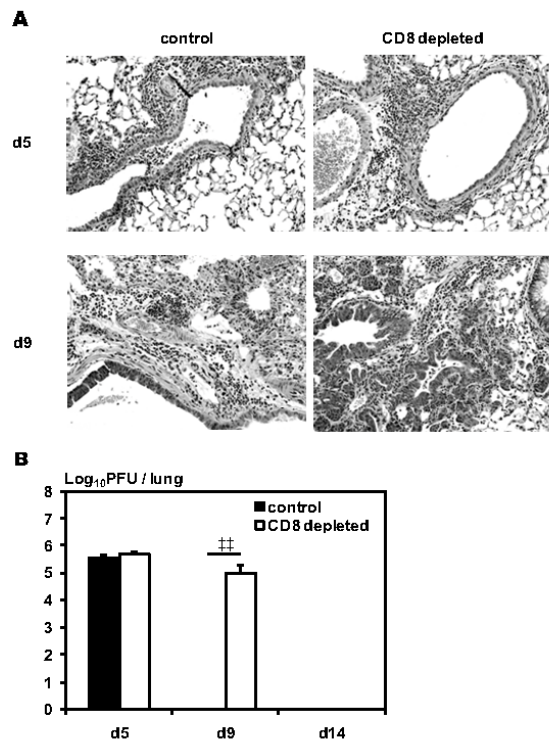 A
control CD8 depleted
d5
d9
B
Log₁₀PFU / lung
8
7
6
5
4
3
2
1
0
control
CD8 depleted
‡‡
d5 d9 d14